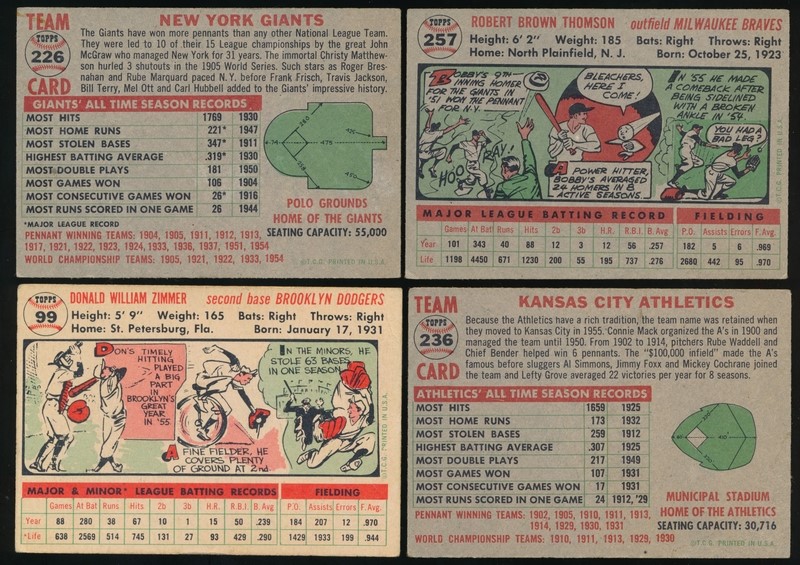 TEAM
TOPPS
226
CARD
NEW YORK GIANTS
The Giants have won more pennants than any other National League Team.
They were led to 10 of their 15 League championships by the great John
McGraw who managed New York for 31 years. The immortal Christy Matthew-
son hurled 3 shutouts in the 1905 World Series. Such stars as Roger Bres-
nahan and Rube Marquard paced N.Y. before Frank Frisch, Travis Jackson,
Bill Terry, Mel Ott and Carl Hubbell added to the Giants' impressive history.
GIANTS' ALL TIME SEASON RECORDS
MOST HITS 1769 1930
MOST HOME RUNS 221* 1947
MOST STOLEN BASES 347* 1911
HIGHEST BATTING AVERAGE .319* 1930
MOST DOUBLE PLAYS 181 1950
MOST GAMES WON 106 1904
MOST CONSECUTIVE GAMES WON 26* 1916
MOST RUNS SCORED IN ONE GAME 26 1944
*MAJOR LEAGUE RECORD
475
POLO GROUNDS
HOME OF THE GIANTS
SEATING CAPACITY: 55,000
PENNANT WINNING TEAMS: 1904, 1905, 1911, 1912, 1913,
1917, 1921, 1922, 1923, 1924, 1933, 1936, 1937, 1951, 1954
WORLD CHAMPIONSHIP TEAMS: 1905, 1921, 1922, 1933, 1954
©T.C.G. PRINTED IN U.S.A.
TOPPS
257
ROBERT BROWN THOMSON outfield MILWAUKEE BRAVES
Height: 6' 2" Weight: 185 Bats: Right Throws: Right
Home: North Plainfield, N. J. Born: October 25, 1923
BOBBY'S 9TH-
INNING HOMER
FOR THE GIANTS IN
'51 WON THE PENNANT
FOR N.Y.
HOO
RAY!
BLEACHERS,
HERE I
COME!
A POWER HITTER,
BOBBY'S AVERAGED
24 HOMERS IN 8
ACTIVE SEASONS.
IN '55 HE MADE
A COMEBACK AFTER
BEING SIDELINED
WITH A BROKEN
ANKLE IN '54.
YOU HAD A
BAD LEG?
©T.C.G. PRINTED IN U.S.A.
MAJOR LEAGUE BATTING RECORD FIELDING
Games At Bat Runs Hits 2b 3b H.R. R.B.I. B. Avg. P.O. Assists Errors F. Avg.
Year 101 343 40 88 12 3 12 56 .257 182 5 6 .969
Life 1198 4450 671 1230 200 55 195 737 .276 2680 442 95 .970
TOPPS
99
DONALD WILLIAM ZIMMER second base BROOKLYN DODGERS
Height: 5' 9" Weight: 165 Bats: Right Throws: Right
Home: St. Petersburg, Fla. Born: January 17, 1931
DON'S TIMELY
HITTING
PLAYED
A BIG
PART IN
BROOKLYN'S
GREAT
YEAR IN
'55
A FINE FIELDER, HE
COVERS PLENTY
OF GROUND AT 2nd.
IN THE MINORS, HE
STOLE 63 BASES
IN ONE SEASON
©T.C.G. PRINTED IN U.S.A.
MAJOR & MINOR* LEAGUE BATTING RECORDS FIELDING
Games At Bat Runs Hits 2b 3b H.R. R.B.I. B. Avg. P.O. Assists Errors F. Avg.
Year 88 280 38 67 10 1 15 50 .239 184 207 12 .970
*Life 638 2569 514 745 131 27 93 429 .290 1429 1933 199 .944
TEAM
TOPPS
236
CARD
KANSAS CITY ATHLETICS
Because the Athletics have a rich tradition, the team name was retained when
they moved to Kansas City in 1955. Connie Mack organized the A's in 1900 and
managed the team until 1950. From 1902 to 1914, pitchers Rube Waddell and
Chief Bender helped win 6 pennants. The "$100,000 infield" made the A's
famous before sluggers Al Simmons, Jimmy Foxx and Mickey Cochrane joined
the team and Lefty Grove averaged 22 victories per year for 8 seasons.
ATHLETICS' ALL TIME SEASON RECORDS
MOST HITS 1659 1925
MOST HOME RUNS 173 1932
MOST STOLEN BASES 259 1912
HIGHEST BATTING AVERAGE .307 1925
MOST DOUBLE PLAYS 217 1949
MOST GAMES WON 107 1931
MOST CONSECUTIVE GAMES WON 17 1931
MOST RUNS SCORED IN ONE GAME 24 1912, '29
MUNICIPAL STADIUM
HOME OF THE ATHLETICS
SEATING CAPACITY: 30,716
PENNANT WINNING TEAMS: 1902, 1905, 1910, 1911, 1913,
1914, 1929, 1930, 1931
WORLD CHAMPIONSHIP TEAMS: 1910, 1911, 1913, 1929, 1930
©T.C.G. PRINTED IN U.S.A.